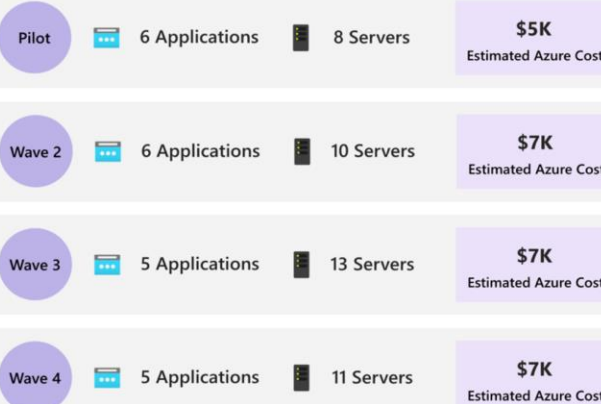 Pilot 6 Applications 8 Servers $5K
Estimated Azure Cost
Wave 2 6 Applications 10 Servers $7K
Estimated Azure Cost
Wave 3 5 Applications 13 Servers $7K
Estimated Azure Cost
Wave 4 5 Applications 11 Servers $7K
Estimated Azure Cost